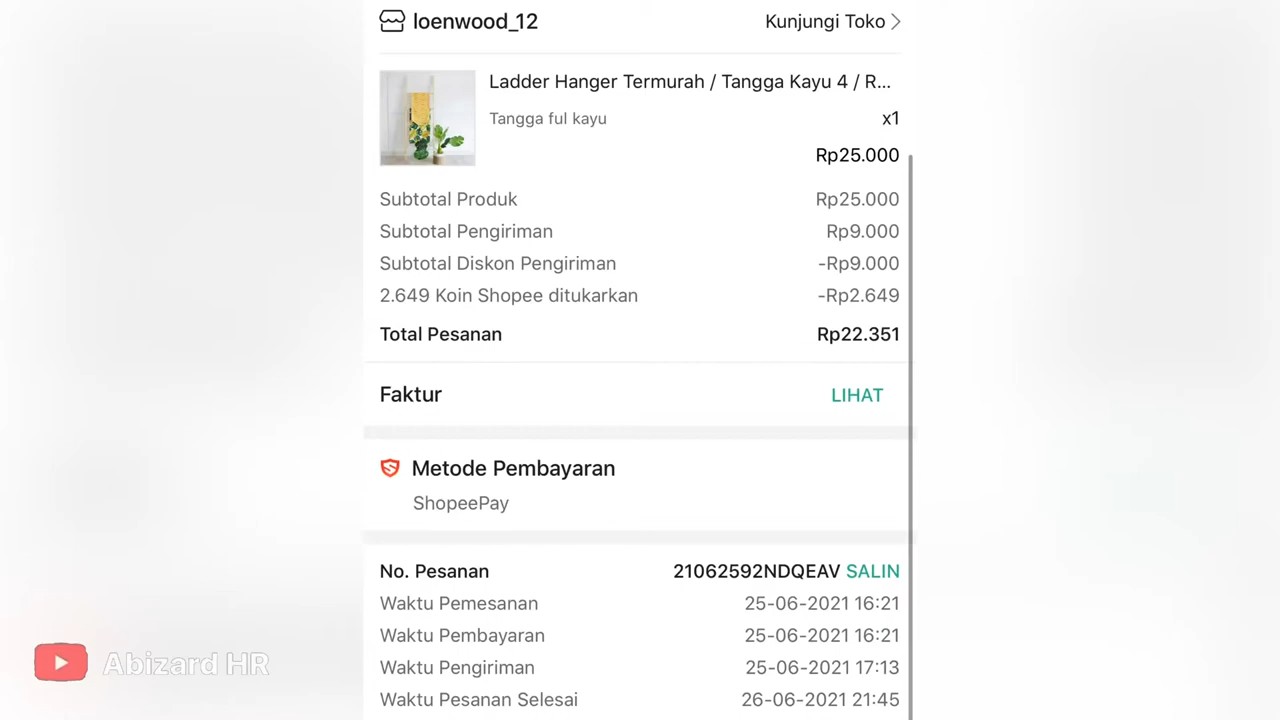 loenwood_12 Kunjungi Toko
Ladder Hanger Termurah / Tangga Kayu 4 / R...
Tangga ful kayu x1
Rp25.000
Subtotal Produk Rp25.000
Subtotal Pengiriman Rp9.000
Subtotal Diskon Pengiriman -Rp9.000
2.649 Koin Shopee ditukarkan -Rp2.649
Total Pesanan Rp22.351
Faktur LIHAT
Metode Pembayaran
ShopeePay
No. Pesanan 21062592NDQEAV SALIN
Waktu Pemesanan 25-06-2021 16:21
Waktu Pembayaran 25-06-2021 16:21
Waktu Pengiriman 25-06-2021 17:13
Waktu Pesanan Selesai 26-06-2021 21:45
Abizard HR